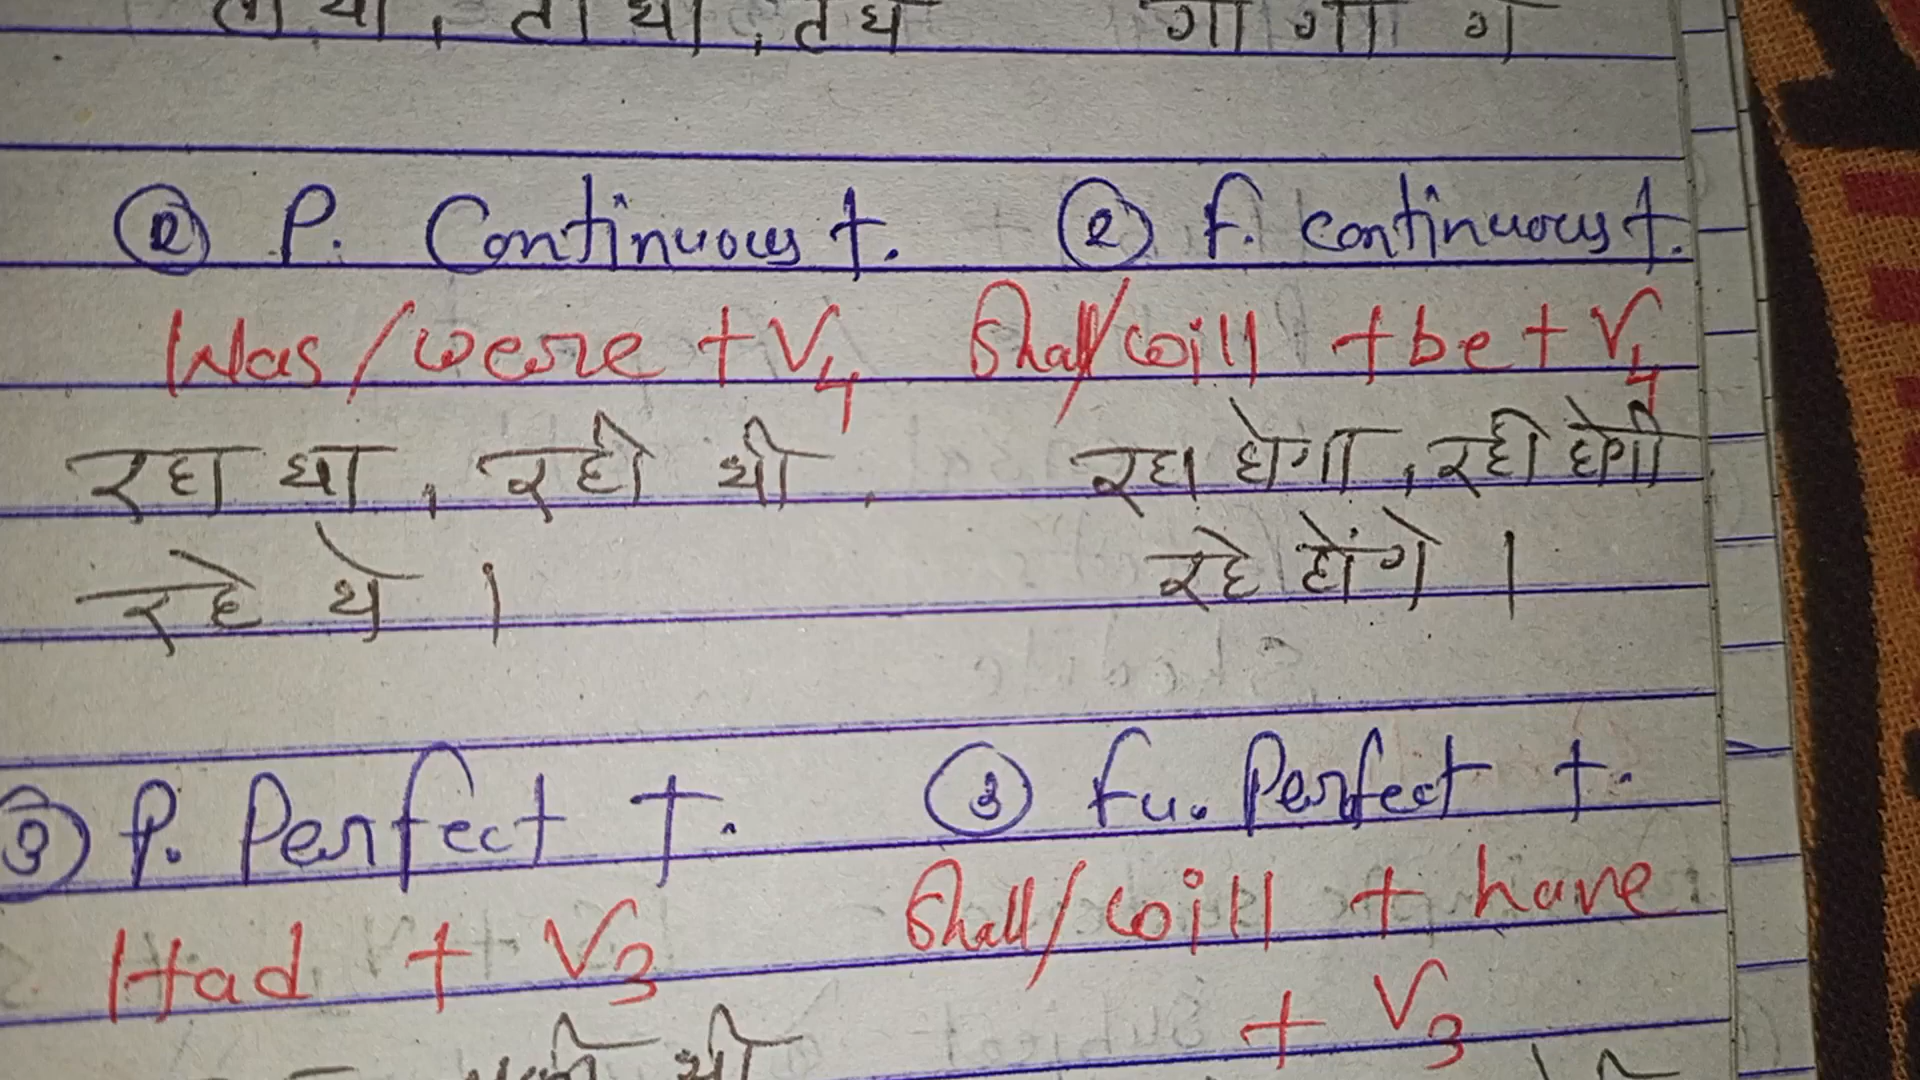 ता था, ती थी, ते थे गा गी गे
② P. Continuous t. ② F. continuous t.
Was/were + V4 Shall/will + be + V4
रहा था, रही थी, रहा होगा, रही होगी
रहे थे । रहे होंगे ।
③ P. Perfect T. ③ Fu. Perfect t.
Had + V3 Shall/will + have
+ V3